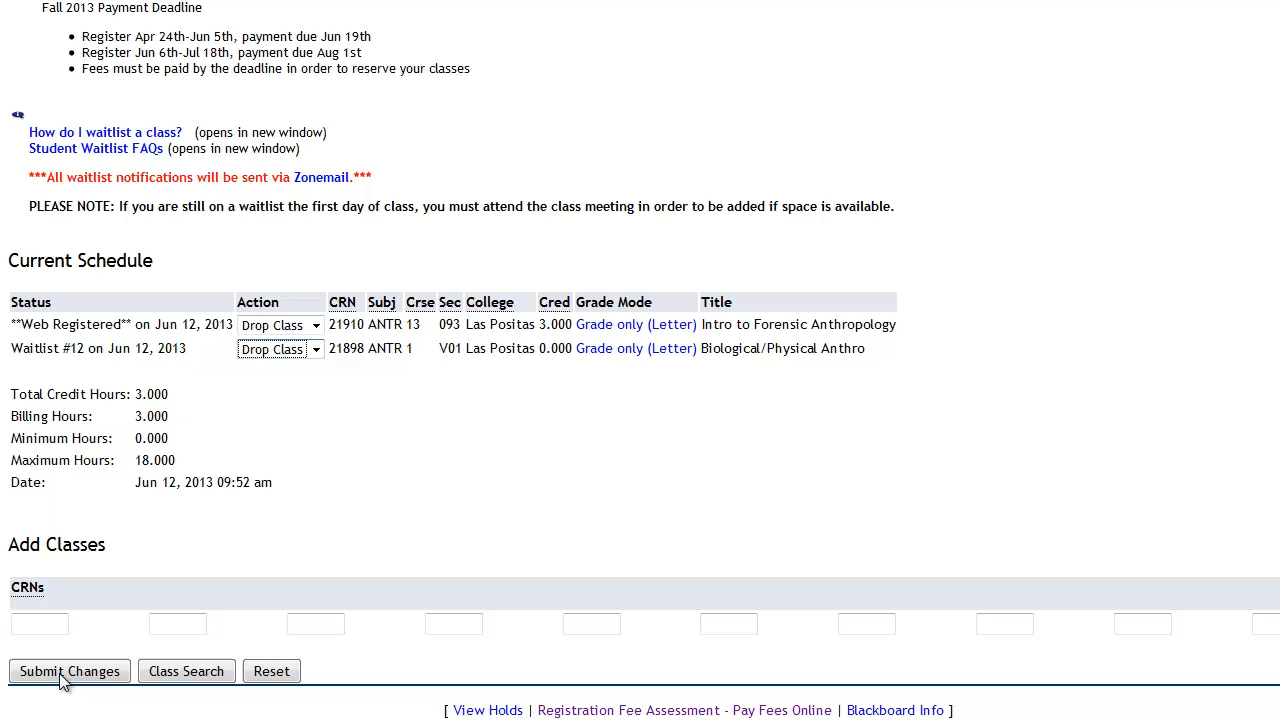 Fall 2013 Payment Deadline
• Register Apr 24th-Jun 5th, payment due Jun 19th
• Register Jun 6th-Jul 18th, payment due Aug 1st
• Fees must be paid by the deadline in order to reserve your classes
How do I waitlist a class? (opens in new window)
Student Waitlist FAQs (opens in new window)
***All waitlist notifications will be sent via Zonemail.***
PLEASE NOTE: If you are still on a waitlist the first day of class, you must attend the class meeting in order to be added if space is available.
Current Schedule
Status Action CRN Subj Crse Sec College Cred Grade Mode Title
**Web Registered** on Jun 12, 2013 Drop Class 21910 ANTR 13 093 Las Positas 3.000 Grade only (Letter) Intro to Forensic Anthropology
Waitlist #12 on Jun 12, 2013 Drop Class 21898 ANTR 1 V01 Las Positas 0.000 Grade only (Letter) Biological/Physical Anthro
Total Credit Hours: 3.000
Billing Hours: 3.000
Minimum Hours: 0.000
Maximum Hours: 18.000
Date: Jun 12, 2013 09:52 am
Add Classes
CRNs
Submit Changes Class Search Reset
[ View Holds | Registration Fee Assessment - Pay Fees Online | Blackboard Info ]